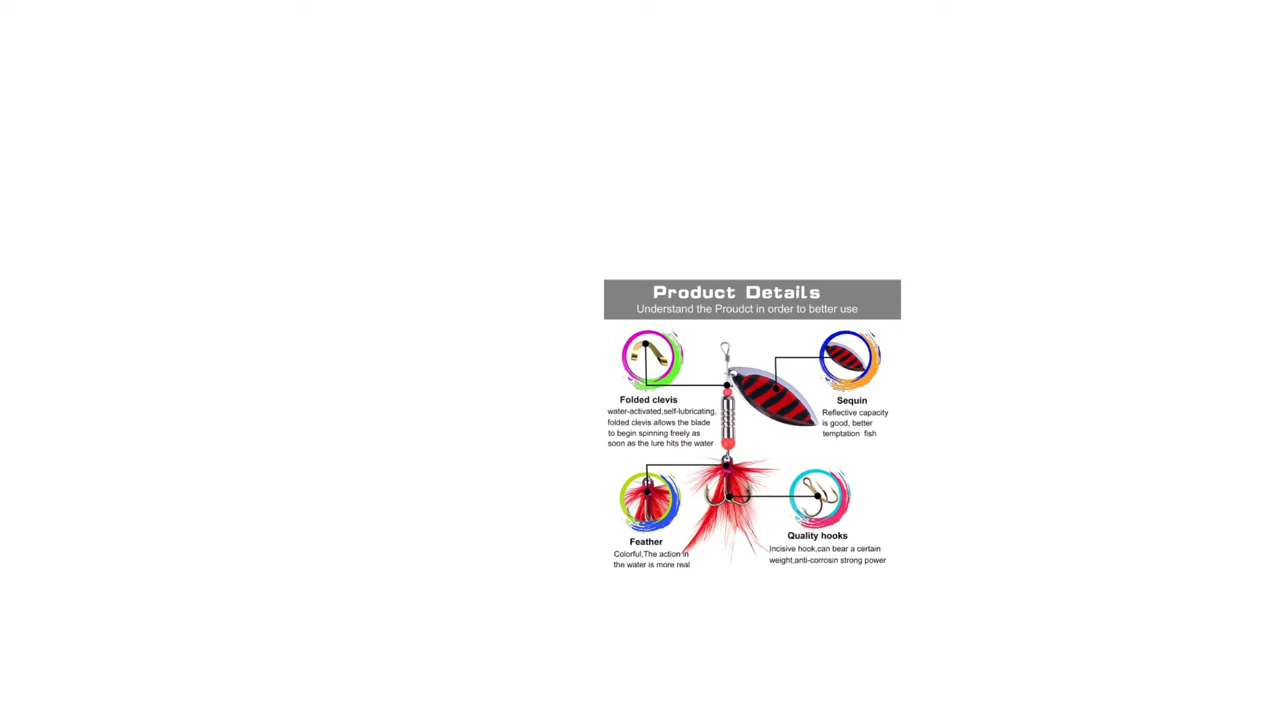 Product Details
Understand the Proudct in order to better use
Folded clevis
water-activated,self-lubricating,
folded clevis allows the blade
to begin spinning freely as
soon as the lure hits the water
Sequin
Reflective capacity
is good, better
temptation fish
Feather
Colorful,The action in
the water is more real
Quality hooks
Incisive hook,can bear a certain
weight,anti-corrosin strong power